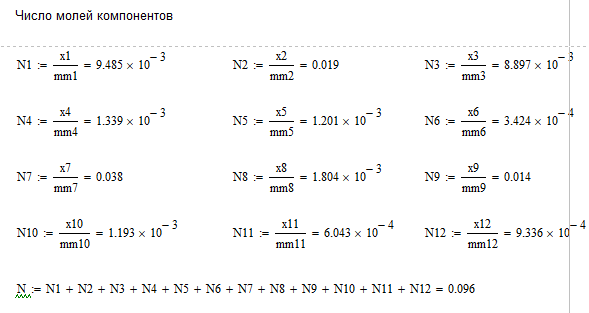 Число молей компонентов
N1 := x1/mm1 = 9.485 × 10^-3 N2 := x2/mm2 = 0.019 N3 := x3/mm3 = 8.897 × 10^-3
N4 := x4/mm4 = 1.339 × 10^-3 N5 := x5/mm5 = 1.201 × 10^-3 N6 := x6/mm6 = 3.424 × 10^-4
N7 := x7/mm7 = 0.038 N8 := x8/mm8 = 1.804 × 10^-3 N9 := x9/mm9 = 0.014
N10 := x10/mm10 = 1.193 × 10^-3 N11 := x11/mm11 = 6.043 × 10^-4 N12 := x12/mm12 = 9.336 × 10^-4
N := N1 + N2 + N3 + N4 + N5 + N6 + N7 + N8 + N9 + N10 + N11 + N12 = 0.096